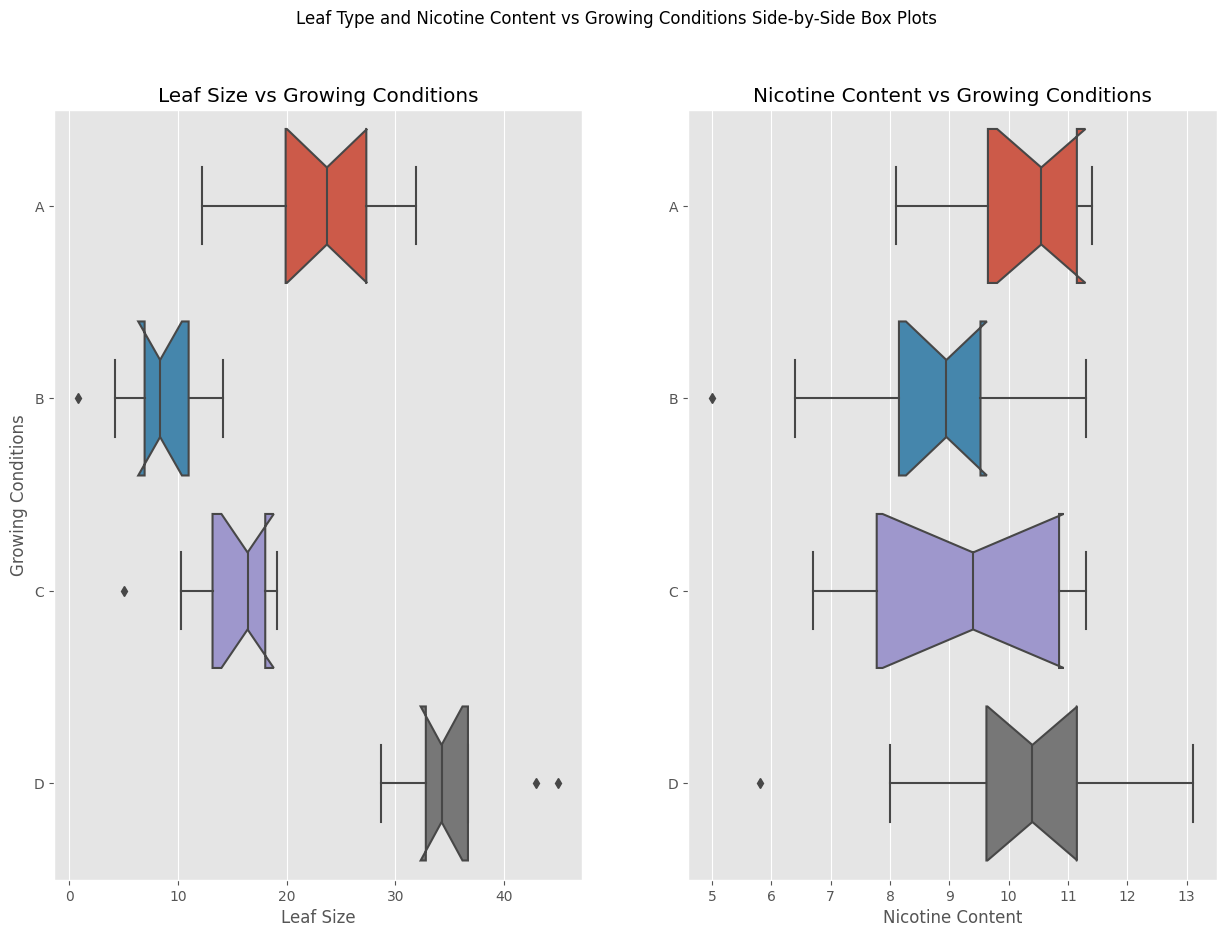 Leaf Type and Nicotine Content vs Growing Conditions Side-by-Side Box Plots
Leaf Size vs Growing Conditions
A
B
C
D
Growing Conditions
0 10 20 30 40
Leaf Size
Nicotine Content vs Growing Conditions
A
B
C
D
5 6 7 8 9 10 11 12 13
Nicotine Content